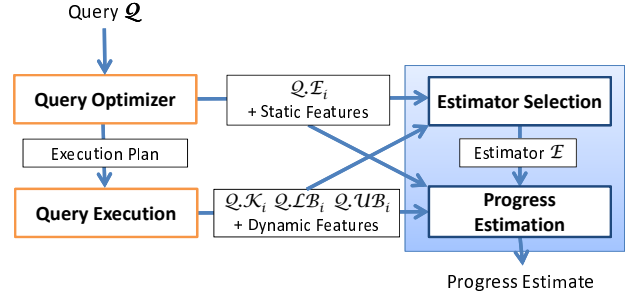 Query 𝒬
Query Optimizer
𝒬.ℰᵢ
+ Static Features
Estimator Selection
Execution Plan
Estimator ℰ
Query Execution
𝒬.𝒦ᵢ 𝒬.ℒℬᵢ 𝒬.𝒰ℬᵢ
+ Dynamic Features
Progress
Estimation
Progress Estimate